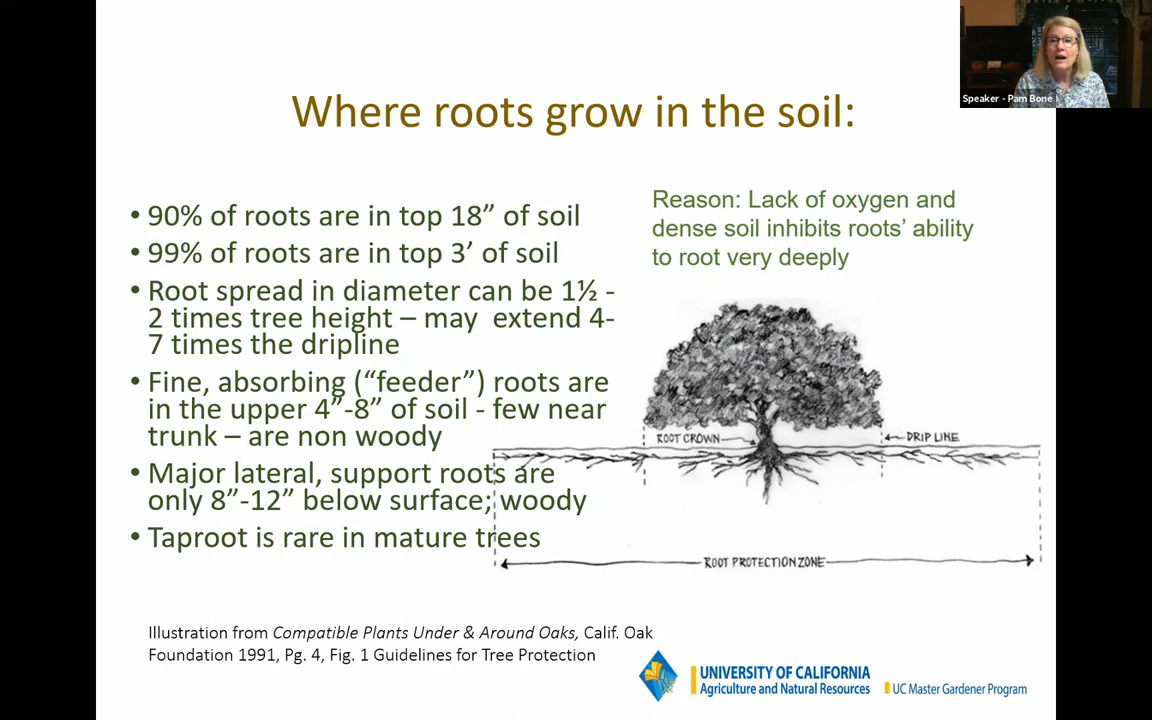 Speaker - Pam Bone
Where roots grow in the soil:
• 90% of roots are in top 18” of soil
• 99% of roots are in top 3’ of soil
• Root spread in diameter can be 1½ -
2 times tree height – may  extend 4-
7 times the dripline
• Fine, absorbing (“feeder”) roots are
in the upper 4”-8” of soil - few near
trunk – are non woody
• Major lateral, support roots are
only 8”-12” below surface; woody
• Taproot is rare in mature trees
Reason: Lack of oxygen and
dense soil inhibits roots’ ability
to root very deeply
ROOT CROWN
DRIP LINE
ROOT PROTECTION ZONE
Illustration from Compatible Plants Under & Around Oaks, Calif. Oak
Foundation 1991, Pg. 4, Fig. 1 Guidelines for Tree Protection
UNIVERSITY OF CALIFORNIA
Agriculture and Natural Resources
UC Master Gardener Program